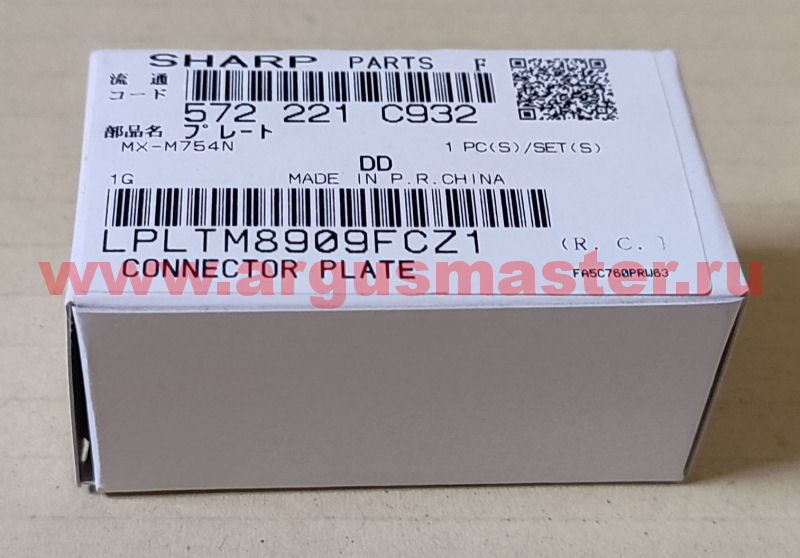 SHARP PARTS F
流通
コード
572 221 C932
部品名 プレート
MX-M754N 1 PC(S)/SET(S)
DD
1G MADE IN P.R.CHINA
LPLTM8909FCZ1 (R. C. )
www.argusmaster.ru
CONNECTOR PLATE FA5C760PRW63